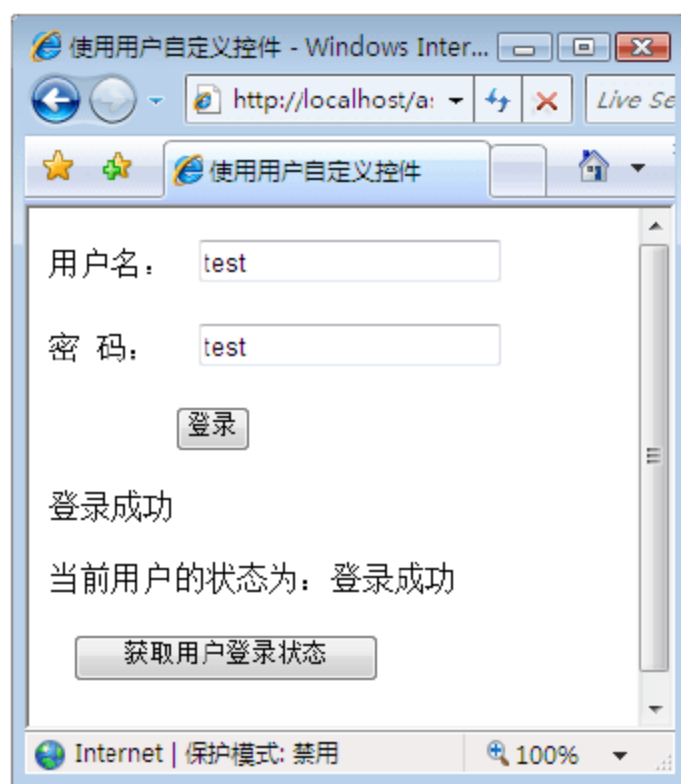 使用用户自定义控件 - Windows Inter...
http://localhost/a
Live Se
使用用户自定义控件
用户名： test
密 码： test
登录
登录成功
当前用户的状态为：登录成功
获取用户登录状态
Internet | 保护模式: 禁用 100%